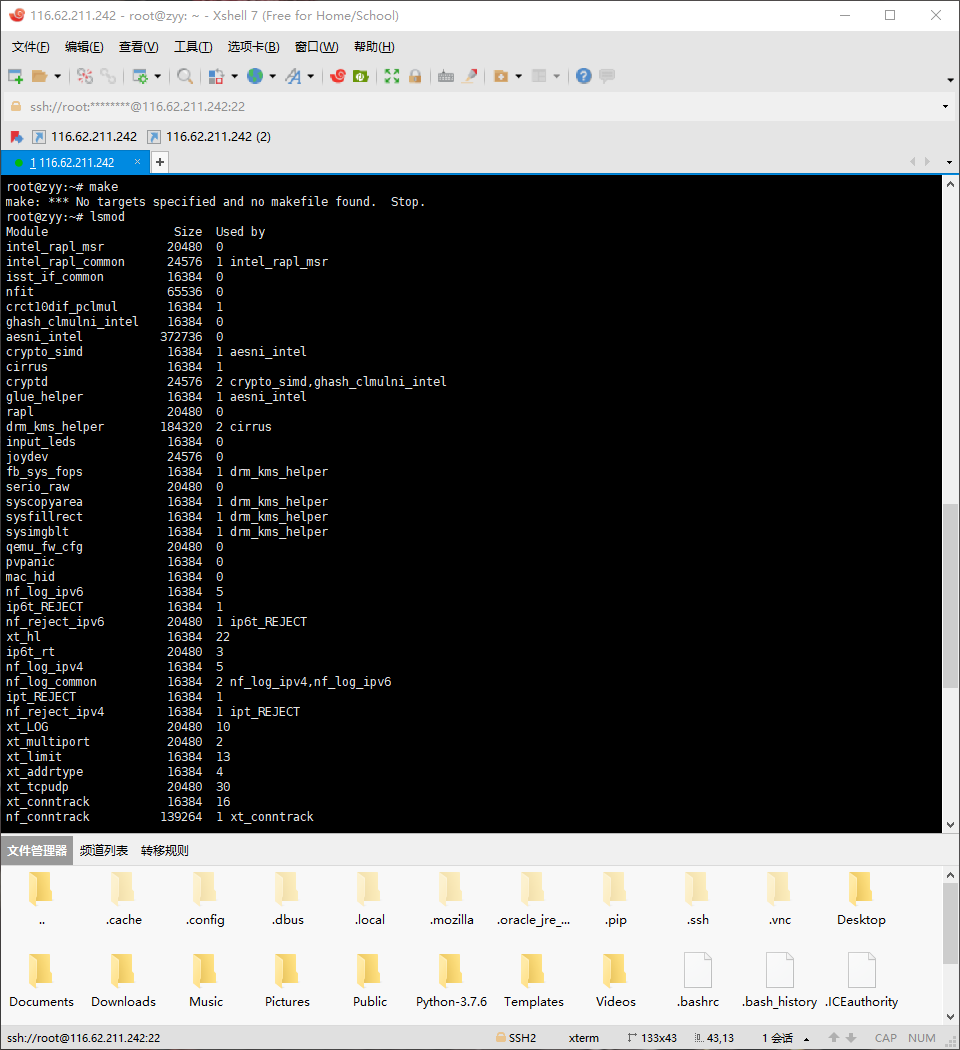 116.62.211.242 - root@zyy: ~ - Xshell 7 (Free for Home/School)
文件(F) 编辑(E) 查看(V) 工具(T) 选项卡(B) 窗口(W) 帮助(H)
ssh://root:********@116.62.211.242:22
116.62.211.242 116.62.211.242 (2)
1 116.62.211.242 × +
root@zyy:~# make
make: *** No targets specified and no makefile found.  Stop.
root@zyy:~# lsmod
Module                  Size  Used by
intel_rapl_msr         20480  0
intel_rapl_common      24576  1 intel_rapl_msr
isst_if_common         16384  0
nfit                   65536  0
crct10dif_pclmul       16384  1
ghash_clmulni_intel    16384  0
aesni_intel           372736  0
crypto_simd            16384  1 aesni_intel
cirrus                 16384  1
cryptd                 24576  2 crypto_simd,ghash_clmulni_intel
glue_helper            16384  1 aesni_intel
rapl                   20480  0
drm_kms_helper        184320  2 cirrus
input_leds             16384  0
joydev                 24576  0
fb_sys_fops            16384  1 drm_kms_helper
serio_raw              20480  0
syscopyarea            16384  1 drm_kms_helper
sysfillrect            16384  1 drm_kms_helper
sysimgblt              16384  1 drm_kms_helper
qemu_fw_cfg            20480  0
pvpanic                16384  0
mac_hid                16384  0
nf_log_ipv6            16384  5
ip6t_REJECT            16384  1
nf_reject_ipv6         20480  1 ip6t_REJECT
xt_hl                  16384  22
ip6t_rt                20480  3
nf_log_ipv4            16384  5
nf_log_common          16384  2 nf_log_ipv4,nf_log_ipv6
ipt_REJECT             16384  1
nf_reject_ipv4         16384  1 ipt_REJECT
xt_LOG                 20480  10
xt_multiport           20480  2
xt_limit               16384  13
xt_addrtype            16384  4
xt_tcpudp              20480  30
xt_conntrack           16384  16
nf_conntrack          139264  1 xt_conntrack
文件管理器 频道列表 转移规则
.. .cache .config .dbus .local .mozilla .oracle_jre_... .pip .ssh .vnc Desktop
Documents Downloads Music Pictures Public Python-3.7.6 Templates Videos .bashrc .bash_history .ICEauthority
ssh://root@116.62.211.242:22 SSH2 xterm 133x43 43,13 1 会话 CAP NUM